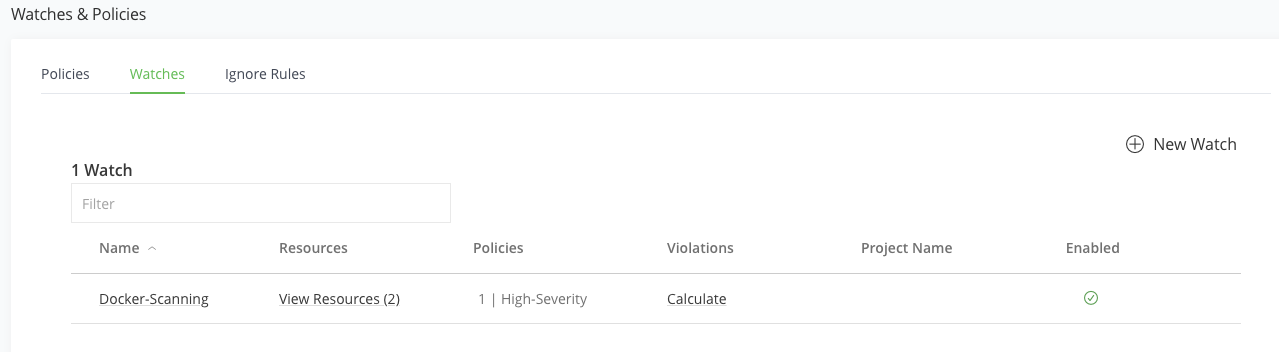 Watches & Policies
Policies Watches Ignore Rules
New Watch
1 Watch
Filter
Name Resources Policies Violations Project Name Enabled
Docker-Scanning View Resources (2) 1 | High-Severity Calculate